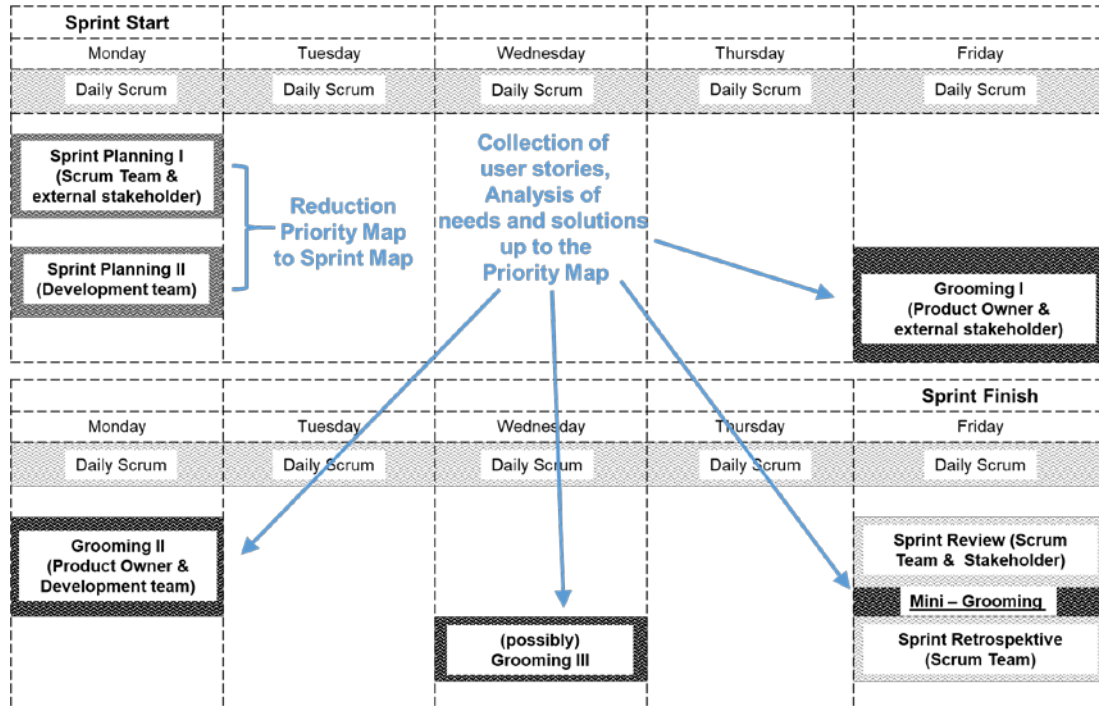 Sprint Start
Monday
Tuesday
Wednesday
Thursday
Friday
Daily Scrum
Daily Scrum
Daily Scrum
Daily Scrum
Daily Scrum
Sprint Planning I
(Scrum Team &
external stakeholder)
Sprint Planning II
(Development team)
Reduction
Priority Map
to Sprint Map
Collection of
user stories,
Analysis of
needs and solutions
up to the
Priority Map
Grooming I
(Product Owner &
external stakeholder)
Sprint Finish
Monday
Tuesday
Wednesday
Thursday
Friday
Daily Scrum
Daily Scrum
Daily Scrum
Daily Scrum
Daily Scrum
Grooming II
(Product Owner &
Development team)
(possibly)
Grooming III
Sprint Review (Scrum
Team & Stakeholder)
Mini – Grooming
Sprint Retrospektive
(Scrum Team)